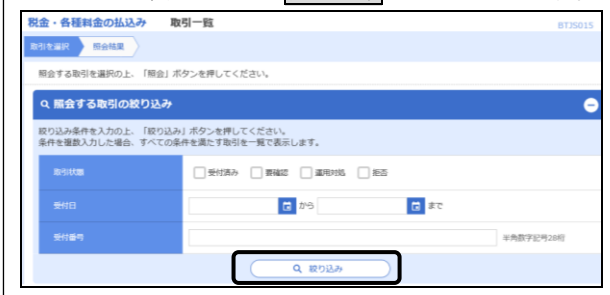 税金・各種料金の払込み 取引一覧 BTJS015
取引を選択 照会結果
照会する取引を選択の上、「照会」ボタンを押してください。
照会する取引の絞り込み
絞り込み条件を入力の上、「絞り込み」ボタンを押してください。
条件を複数入力した場合、すべての条件を満たす取引を一覧で表示します。
取引状態 受付済み 要確認 運用対処 拒否
受付日 から まで
受付番号 半角数字記号28桁
絞り込み